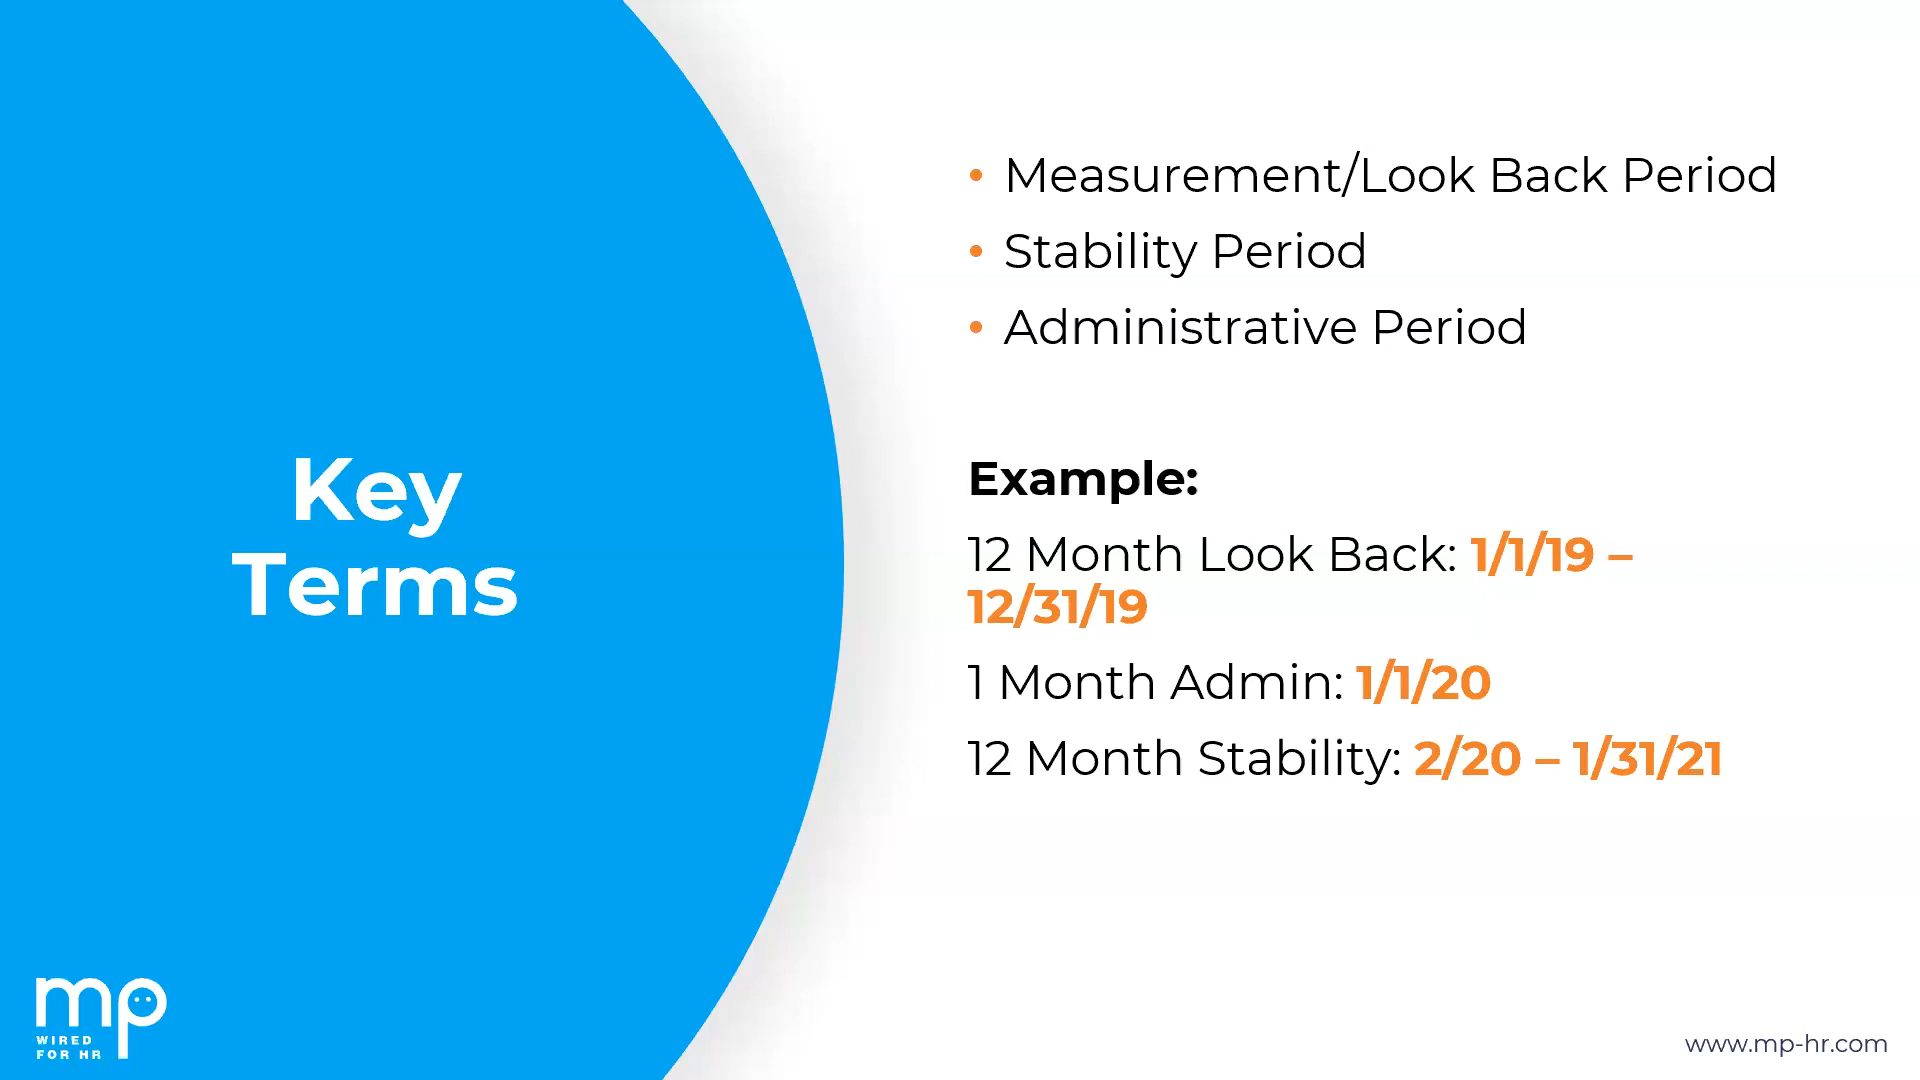 Key
Terms
• Measurement/Look Back Period
• Stability Period
• Administrative Period
Example:
12 Month Look Back: 1/1/19 –
12/31/19
1 Month Admin: 1/1/20
12 Month Stability: 2/20 – 1/31/21
mp
WIRED
FOR HR
www.mp-hr.com